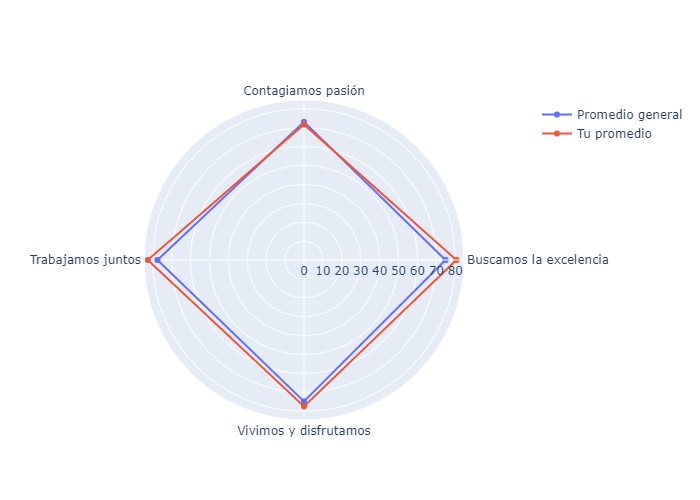 Contagiamos pasión
Promedio general
Tu promedio
Trabajamos juntos
Buscamos la excelencia
0 10 20 30 40 50 60 70 80
Vivimos y disfrutamos